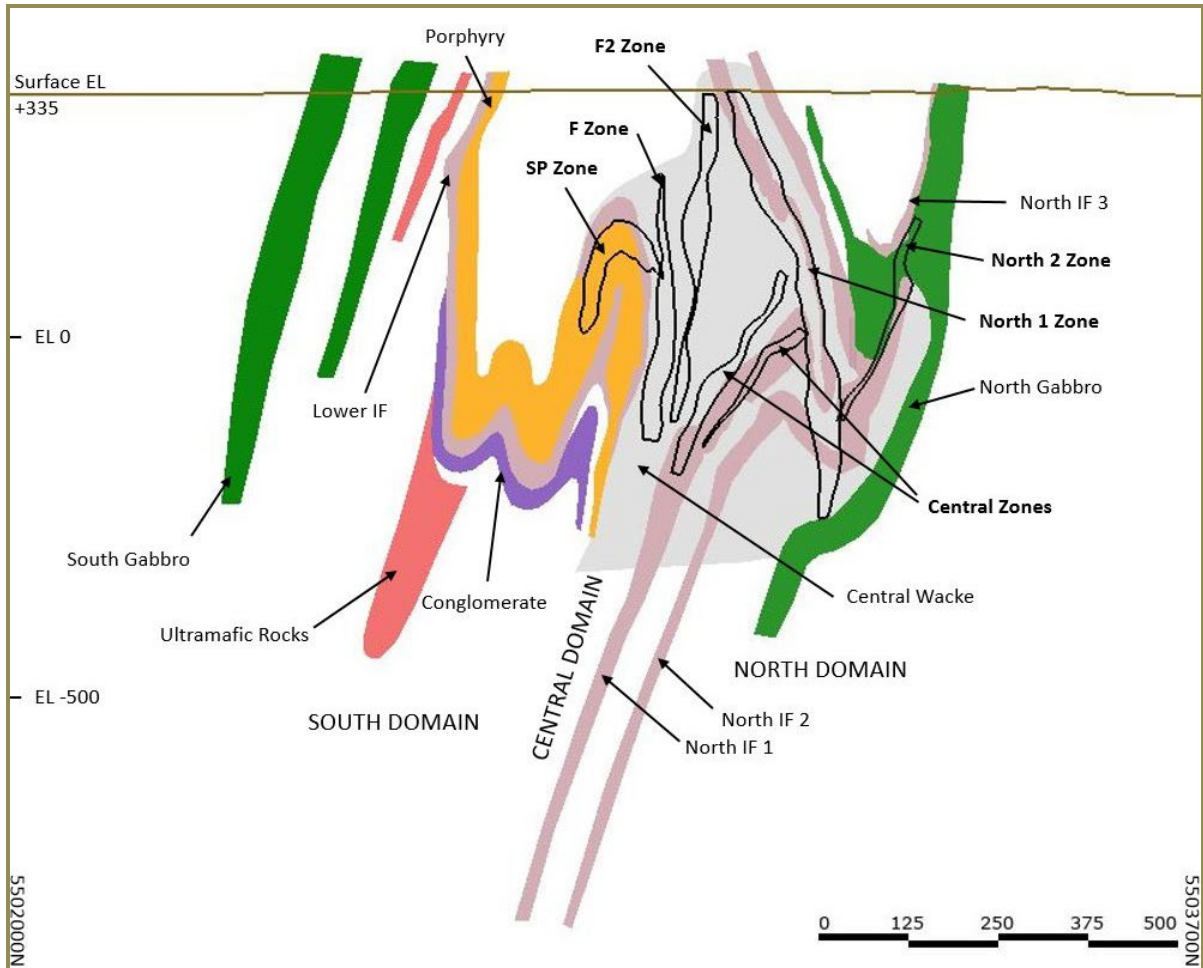 Porphyry
F2 Zone
Surface EL
+335
F Zone
SP Zone
North IF 3
North 2 Zone
North 1 Zone
EL 0
North Gabbro
Lower IF
Central Zones
South Gabbro
Conglomerate
Central Wacke
Ultramafic Rocks
CENTRAL DOMAIN
NORTH DOMAIN
EL -500
SOUTH DOMAIN
North IF 2
North IF 1
5502000N
5503700N
0 125 250 375 500